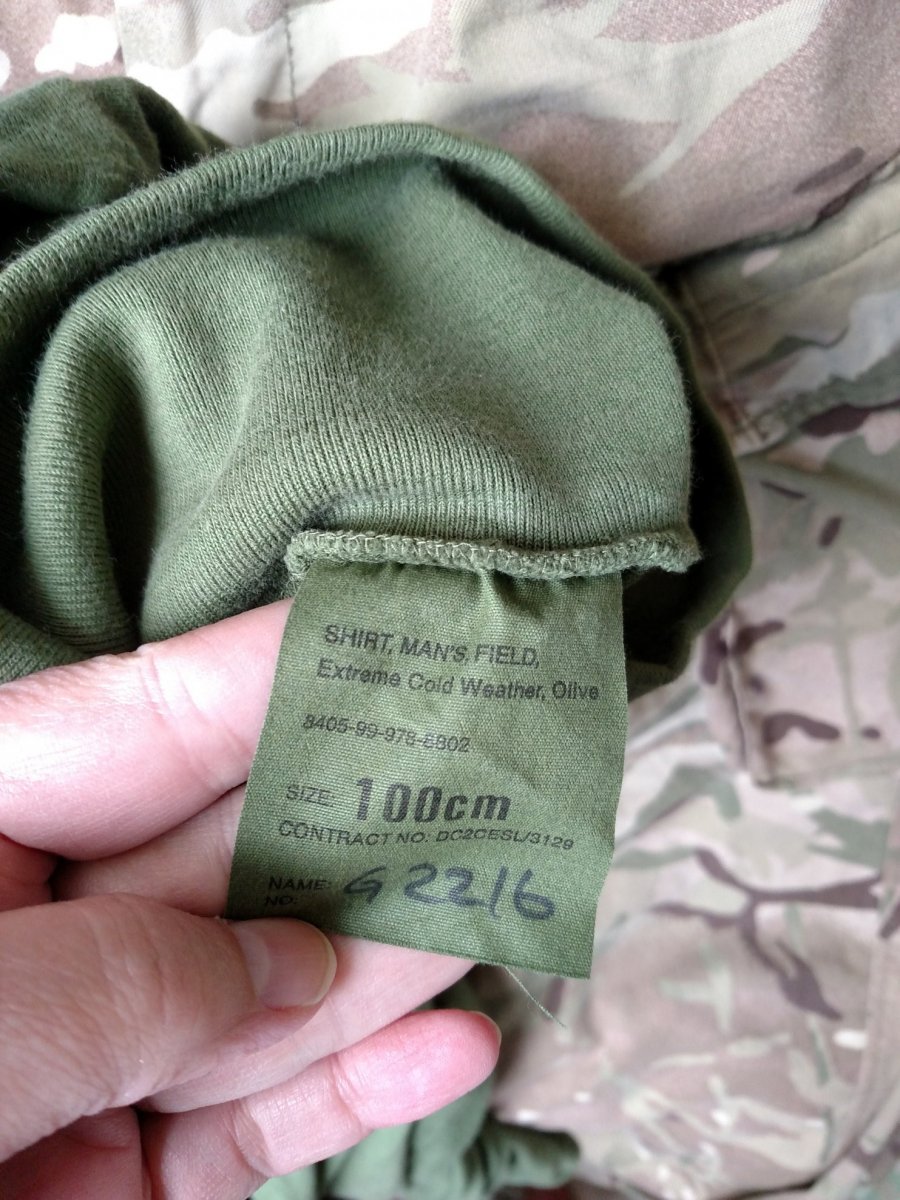 SHIRT, MAN'S, FIELD,
Extreme Cold Weather, Olive
8405-99-978-8802
SIZE: 100cm
CONTRACT NO. DC2CESL/3129
NAME: G2216
NO: